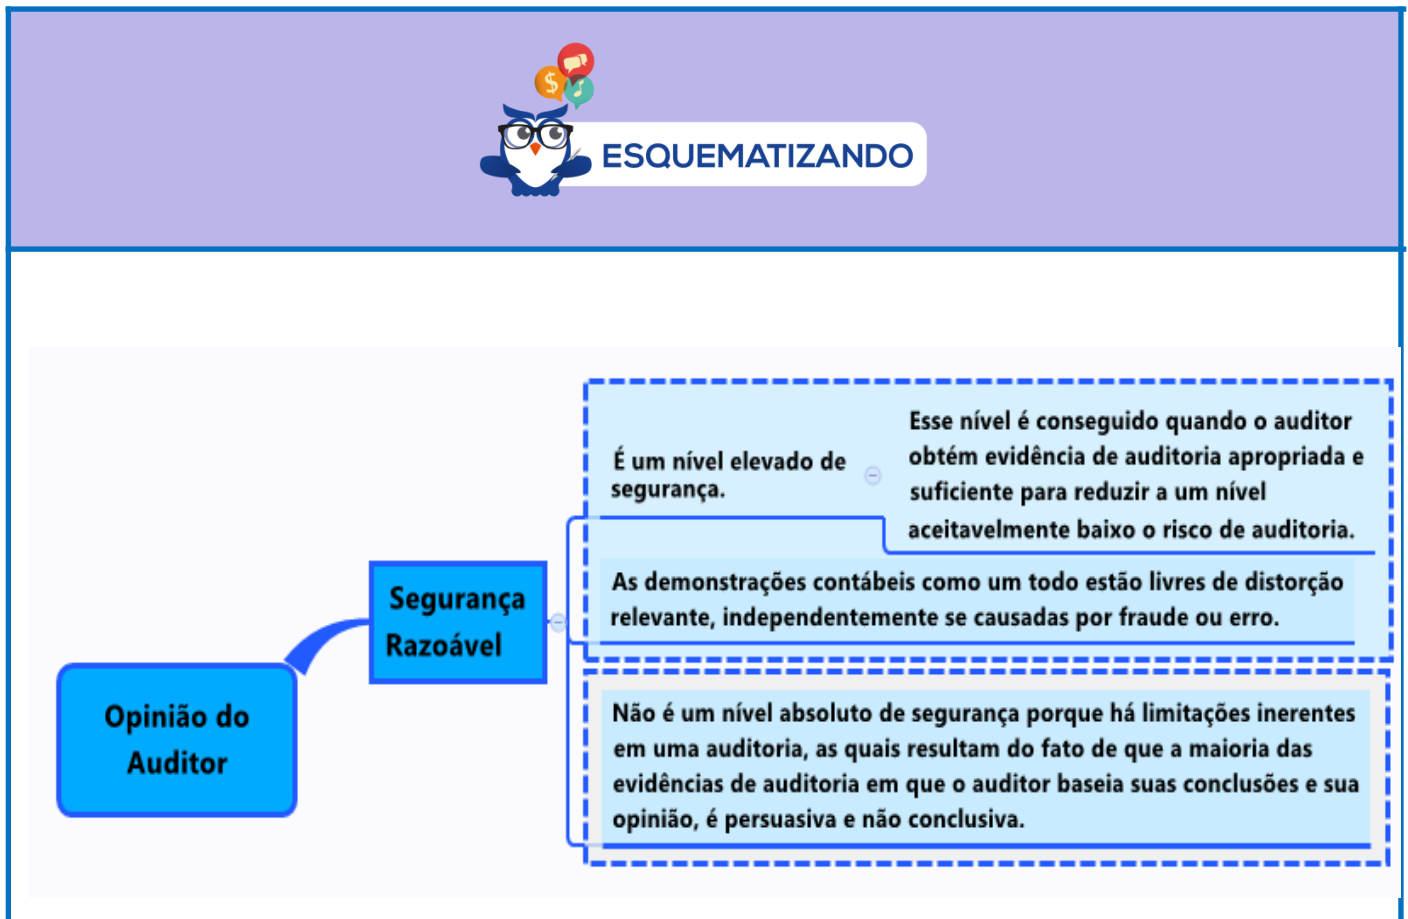 ESQUEMATIZANDO
Opinião do
Auditor
Segurança
Razoável
É um nível elevado de
segurança.
Esse nível é conseguido quando o auditor
obtém evidência de auditoria apropriada e
suficiente para reduzir a um nível
aceitavelmente baixo o risco de auditoria.
As demonstrações contábeis como um todo estão livres de distorção
relevante, independentemente se causadas por fraude ou erro.
Não é um nível absoluto de segurança porque há limitações inerentes
em uma auditoria, as quais resultam do fato de que a maioria das
evidências de auditoria em que o auditor baseia suas conclusões e sua
opinião, é persuasiva e não conclusiva.